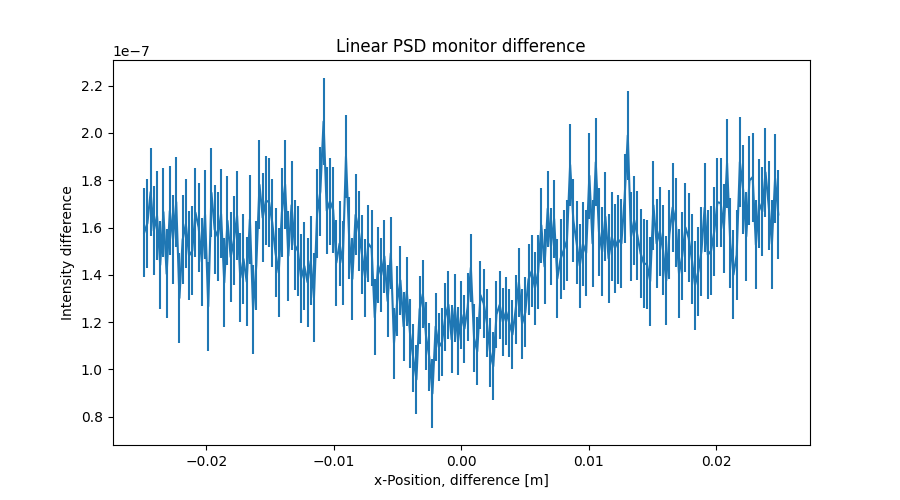 Linear PSD monitor difference
1e−7
2.2
2.0
1.8
1.6
1.4
1.2
1.0
0.8
Intensity difference
−0.02 −0.01 0.00 0.01 0.02
x-Position, difference [m]